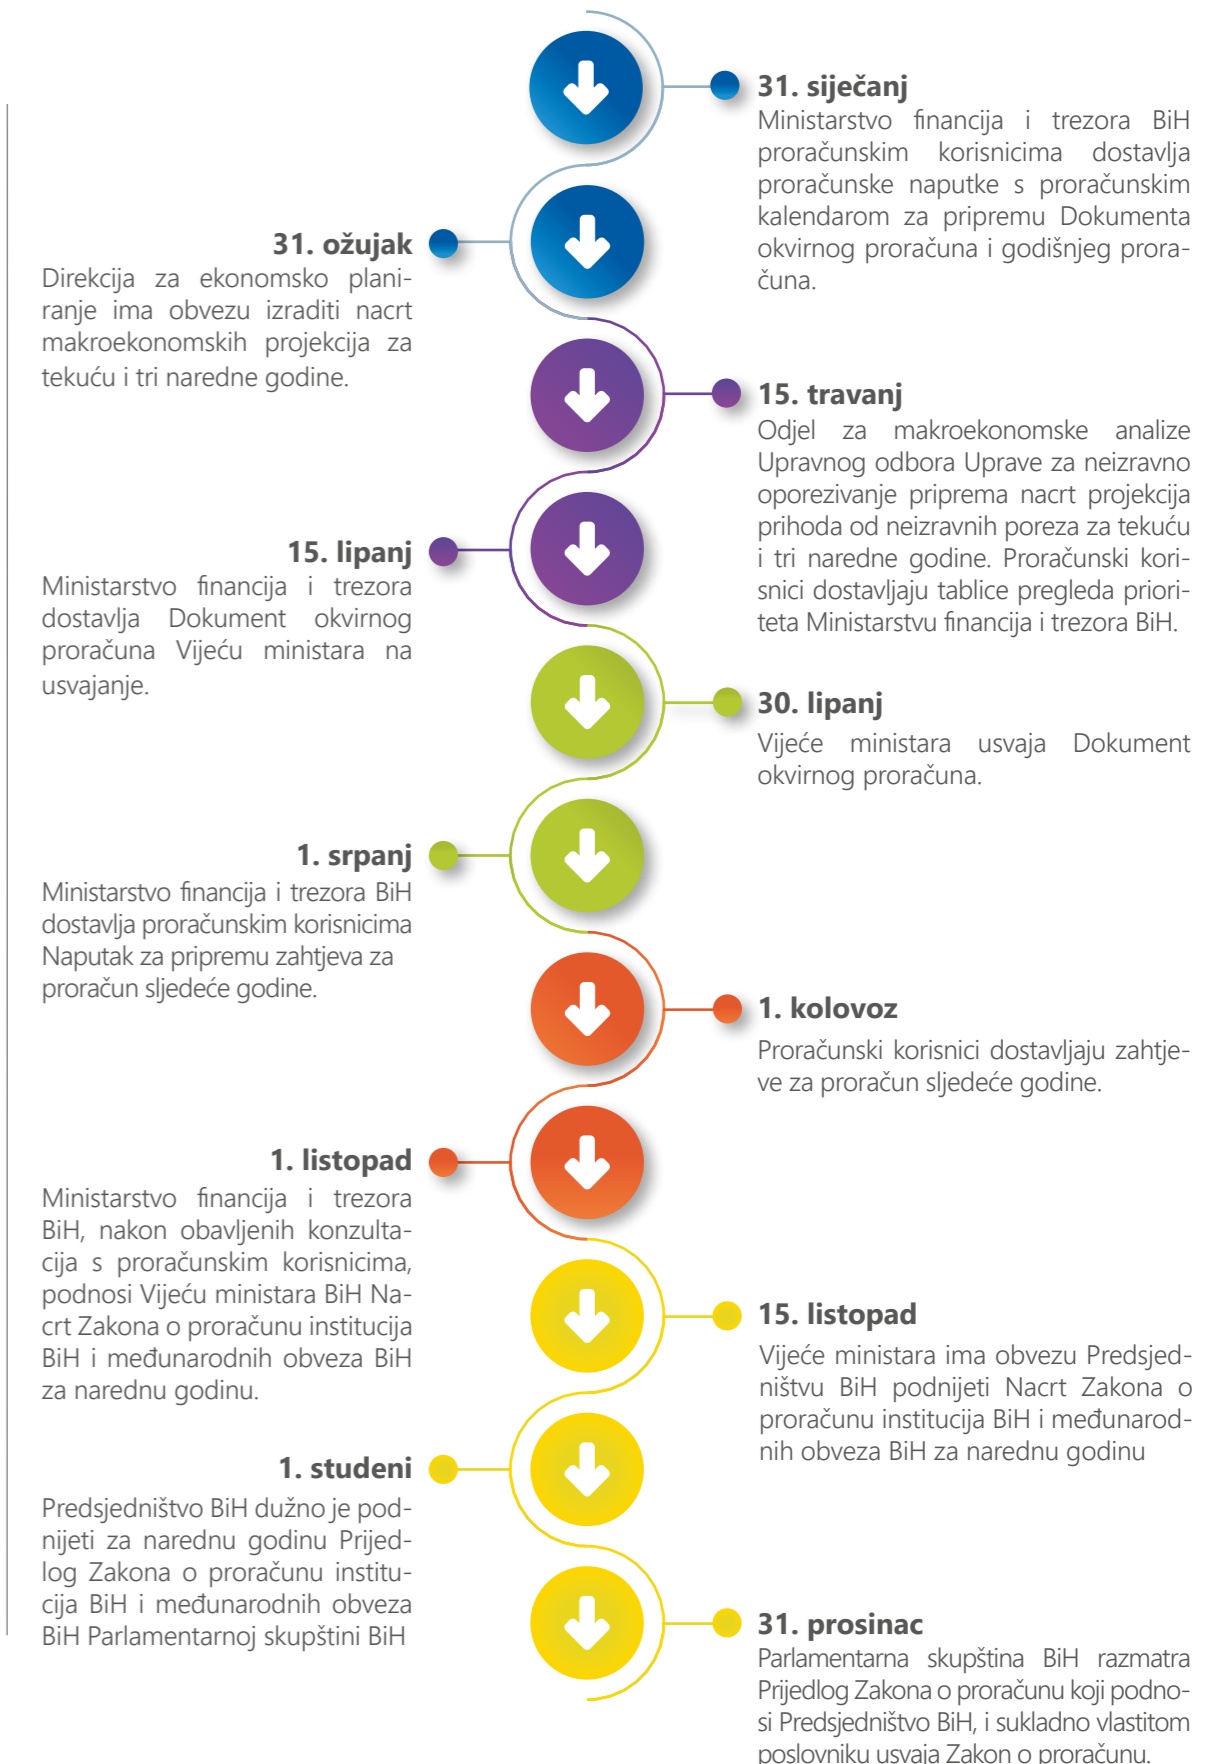 31. siječanj
Ministarstvo financija i trezora BiH
proračunskim korisnicima dostavlja
proračunske naputke s proračunskim
kalendarom za pripremu Dokumenta
okvirnog proračuna i godišnjeg prora-
čuna.
31. ožujak
Direkcija za ekonomsko plani-
ranje ima obvezu izraditi nacrt
makroekonomskih projekcija za
tekuću i tri naredne godine.
15. travanj
Odjel za makroekonomske analize
Upravnog odbora Uprave za neizravno
oporezivanje priprema nacrt projekcija
prihoda od neizravnih poreza za tekuću
i tri naredne godine. Proračunski kori-
snici dostavljaju tablice pregleda priori-
teta Ministarstvu financija i trezora BiH.
15. lipanj
Ministarstvo financija i trezora
dostavlja Dokument okvirnog
proračuna Vijeću ministara na
usvajanje.
30. lipanj
Vijeće ministara usvaja Dokument
okvirnog proračuna.
1. srpanj
Ministarstvo financija i trezora BiH
dostavlja proračunskim korisnicima
Naputak za pripremu zahtjeva za
proračun sljedeće godine.
1. kolovoz
Proračunski korisnici dostavljaju zahtje-
ve za proračun sljedeće godine.
1. listopad
Ministarstvo financija i trezora
BiH, nakon obavljenih konzulta-
cija s proračunskim korisnicima,
podnosi Vijeću ministara BiH Na-
crt Zakona o proračunu institucija
BiH i međunarodnih obveza BiH
za narednu godinu.
15. listopad
Vijeće ministara ima obvezu Predsjed-
ništvu BiH podnijeti Nacrt Zakona o
proračunu institucija BiH i međunarod-
nih obveza BiH za narednu godinu
1. studeni
Predsjedništvo BiH dužno je pod-
nijeti za narednu godinu Prijed-
log Zakona o proračunu institu-
cija BiH i međunarodnih obveza
BiH Parlamentarnoj skupštini BiH
31. prosinac
Parlamentarna skupština BiH razmatra
Prijedlog Zakona o proračunu koji podno-
si Predsjedništvo BiH, i sukladno vlastitom
poslovniku usvaja Zakon o proračunu.